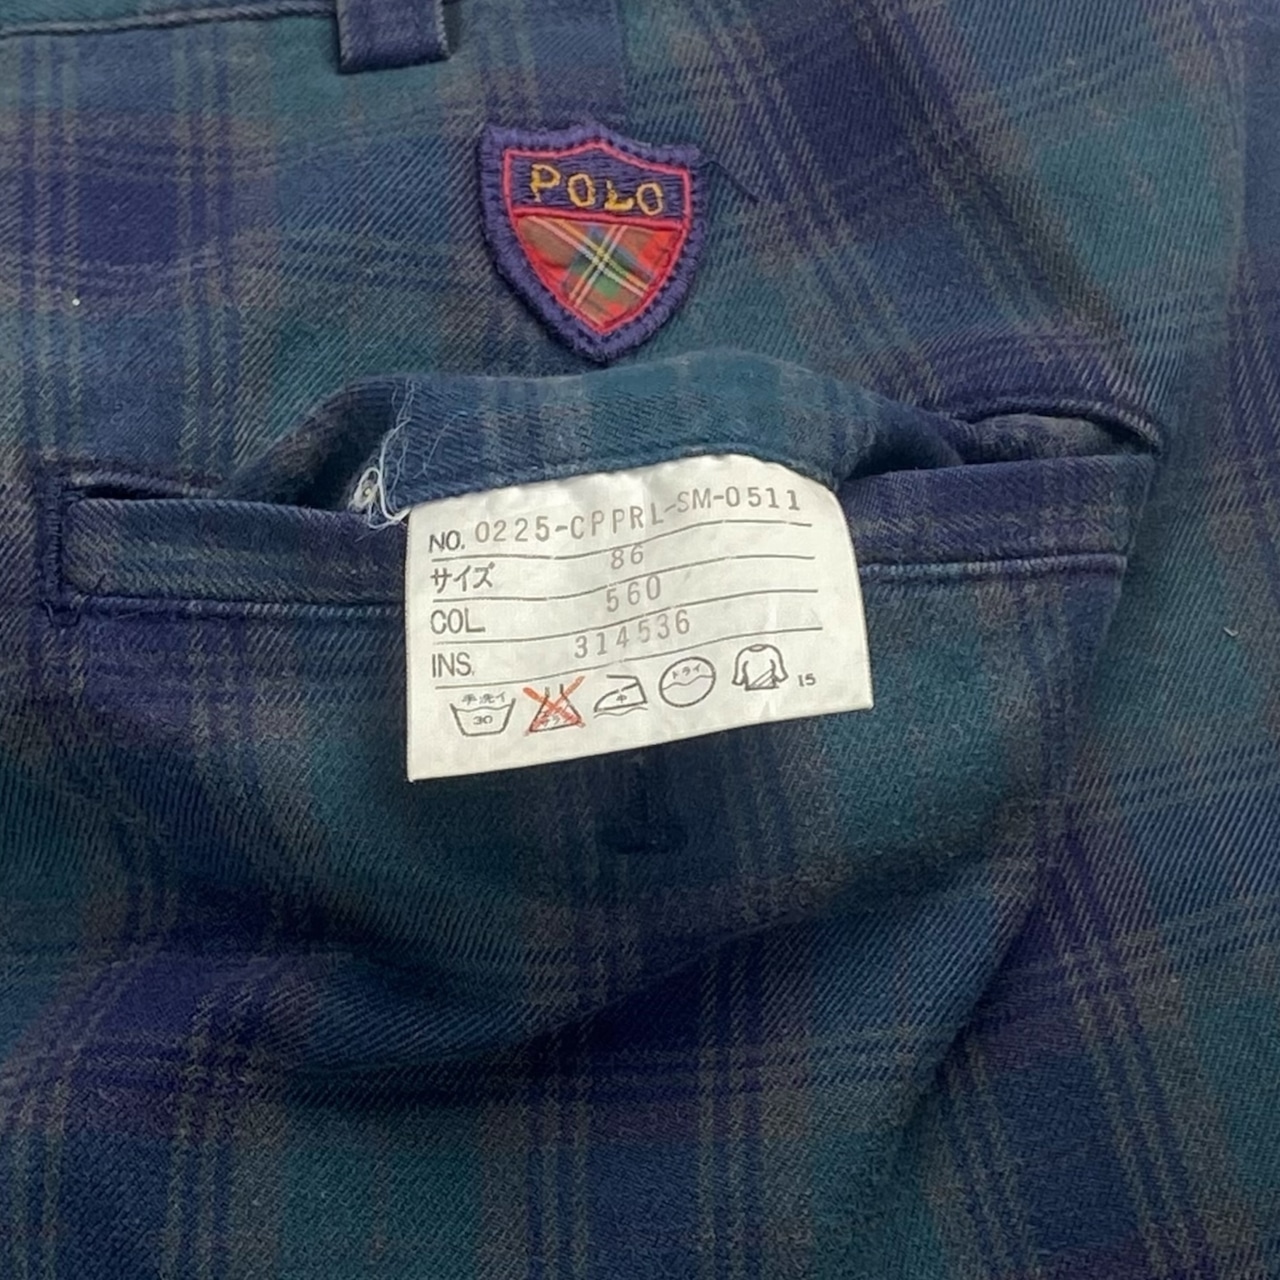 POLO
NO. 0225-CPPRL-SM-0511
サイズ 86
COL. 560
INS. 314536
手洗イ
30
中
ドライ
15